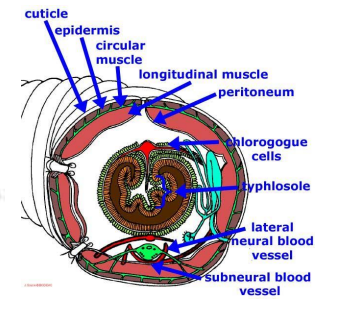 cuticle
epidermis
circular
muscle
longitudinal muscle
peritoneum
chlorogogue
cells
typhlosole
lateral
neural blood
vessel
subneural blood
vessel